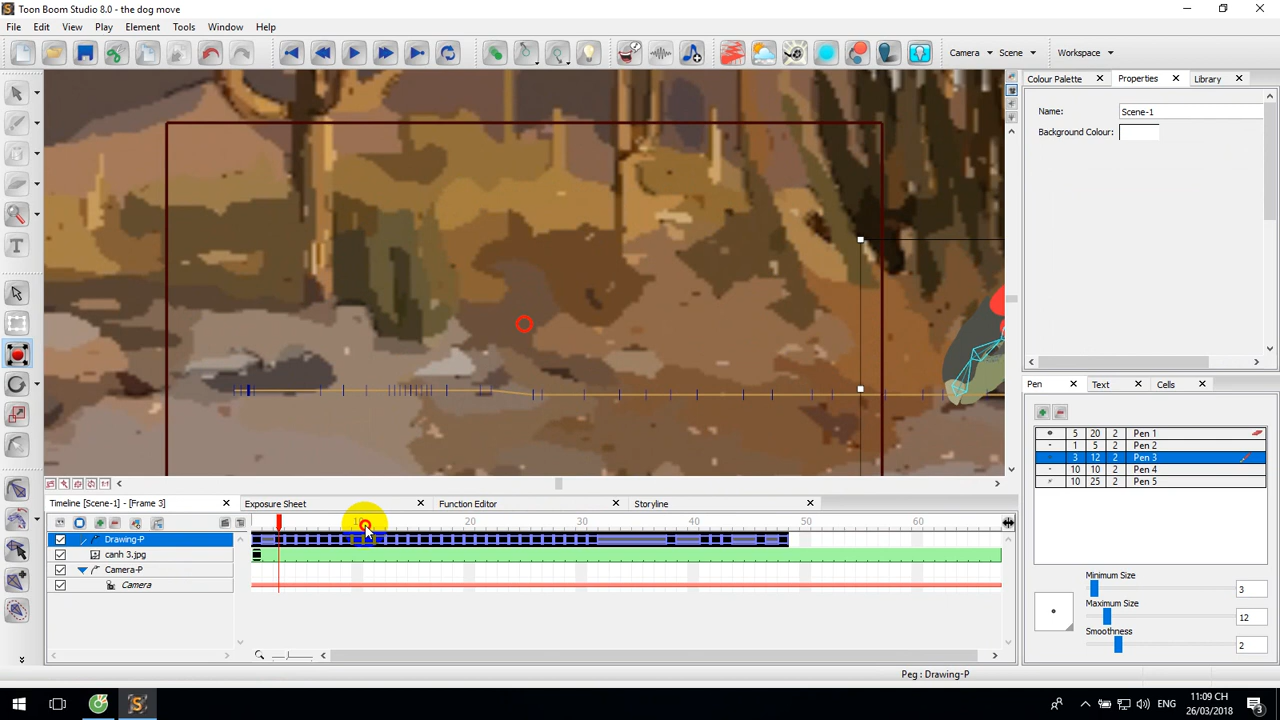 Toon Boom Studio 8.0 - the dog move
File Edit View Play Element Tools Window Help
Camera Scene Workspace
Colour Palette Properties Library
Name: Scene-1
Background Colour:
Pen Text Cells
5 20 2 Pen 1
1 5 2 Pen 2
3 12 2 Pen 3
10 10 2 Pen 4
10 25 2 Pen 5
Timeline [Scene-1] - [Frame 3] Exposure Sheet Function Editor Storyline
10 20 30 40 50 60
Drawing-P
canh 3.jpg
Camera-P
Camera
Minimum Size
3
Maximum Size
12
Smoothness
2
Peg : Drawing-P
ENG
11:09 CH
26/03/2018
3